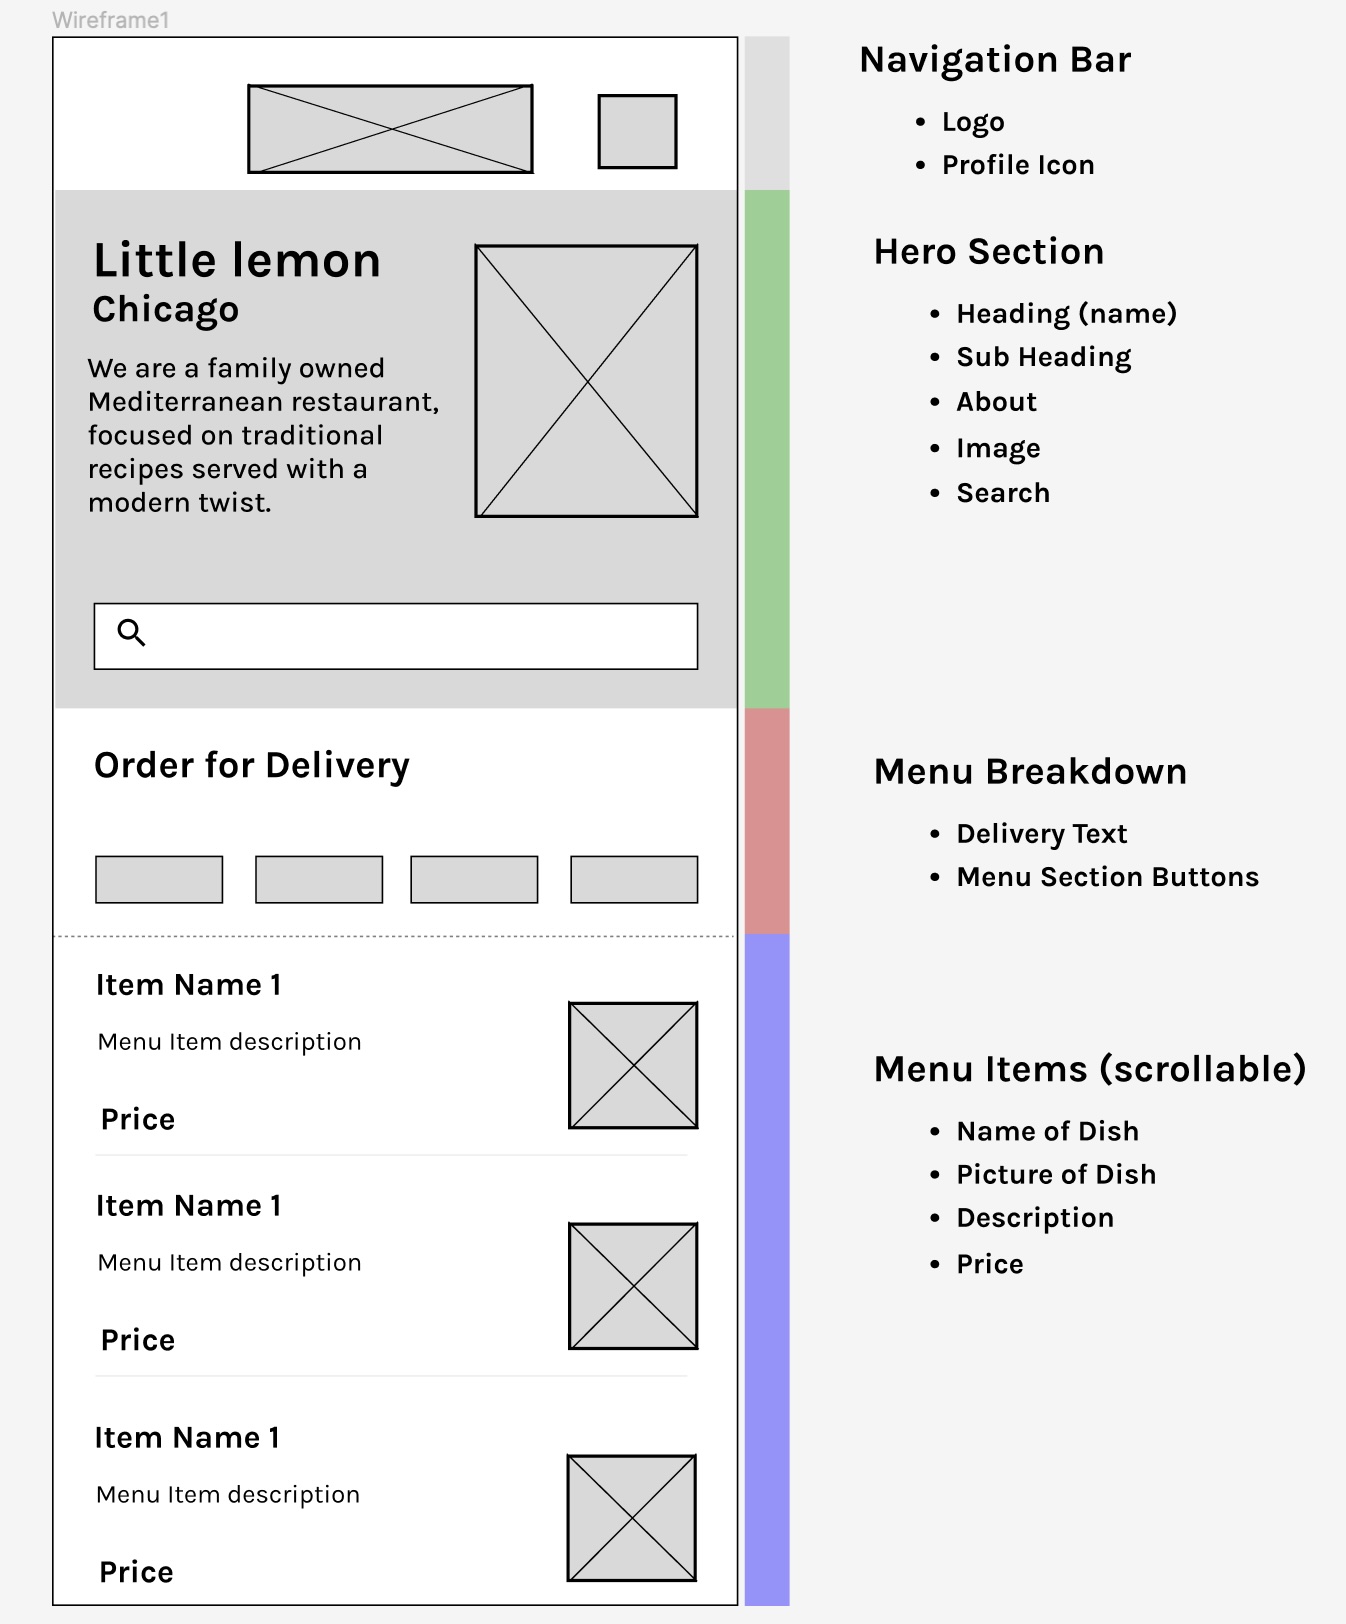 Wireframe1
Little lemon
Chicago
We are a family owned
Mediterranean restaurant,
focused on traditional
recipes served with a
modern twist.
Order for Delivery
Item Name 1
Menu Item description
Price
Item Name 1
Menu Item description
Price
Item Name 1
Menu Item description
Price
Navigation Bar
• Logo
• Profile Icon
Hero Section
• Heading (name)
• Sub Heading
• About
• Image
• Search
Menu Breakdown
• Delivery Text
• Menu Section Buttons
Menu Items (scrollable)
• Name of Dish
• Picture of Dish
• Description
• Price